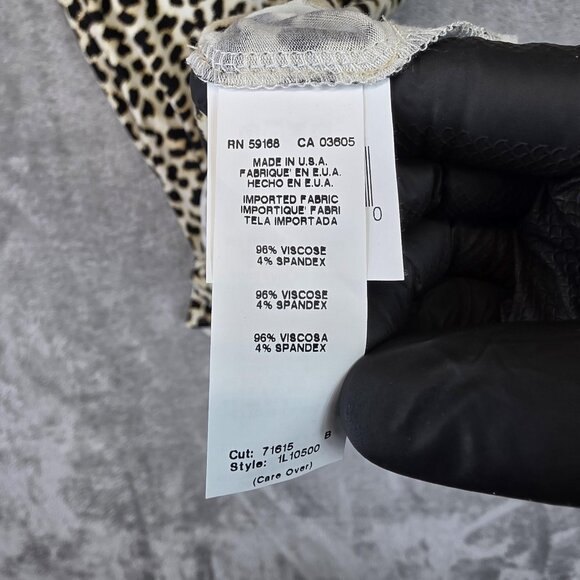 RN 59168 CA 03605
MADE IN U.S.A.
FABRIQUE' EN E.U.A.
HECHO EN E.U.A.
IMPORTED FABRIC
IMPORTIQUE' FABRI
TELA IMPORTADA
96% VISCOSE
4% SPANDEX
96% VISCOSE
4% SPANDEX
96% VISCOSA
4% SPANDEX
B
Cut: 71615
Style: 1L10500
(Care Over)
0